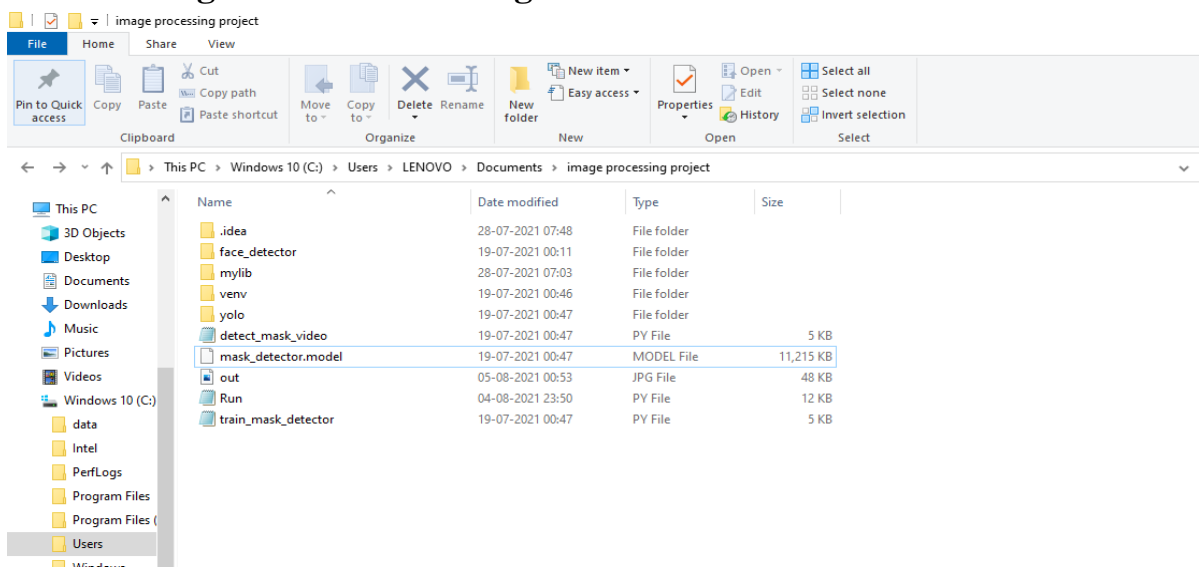 image processing project
File Home Share View
Pin to Quick access Copy Paste Cut Copy path Paste shortcut Move to Copy to Delete Rename New folder New item Easy access Properties Open Edit History Select all Select none Invert selection
Clipboard Organize New Open Select
This PC > Windows 10 (C:) > Users > LENOVO > Documents > image processing project
Name Date modified Type Size
This PC
3D Objects
Desktop
Documents
Downloads
Music
Pictures
Videos
Windows 10 (C:)
data
Intel
PerfLogs
Program Files
Program Files (
Users
.idea 28-07-2021 07:48 File folder
face_detector 19-07-2021 00:11 File folder
mylib 28-07-2021 07:03 File folder
venv 19-07-2021 00:46 File folder
yolo 19-07-2021 00:47 File folder
detect_mask_video 19-07-2021 00:47 PY File 5 KB
mask_detector.model 19-07-2021 00:47 MODEL File 11,215 KB
out 05-08-2021 00:53 JPG File 48 KB
Run 04-08-2021 23:50 PY File 12 KB
train_mask_detector 19-07-2021 00:47 PY File 5 KB